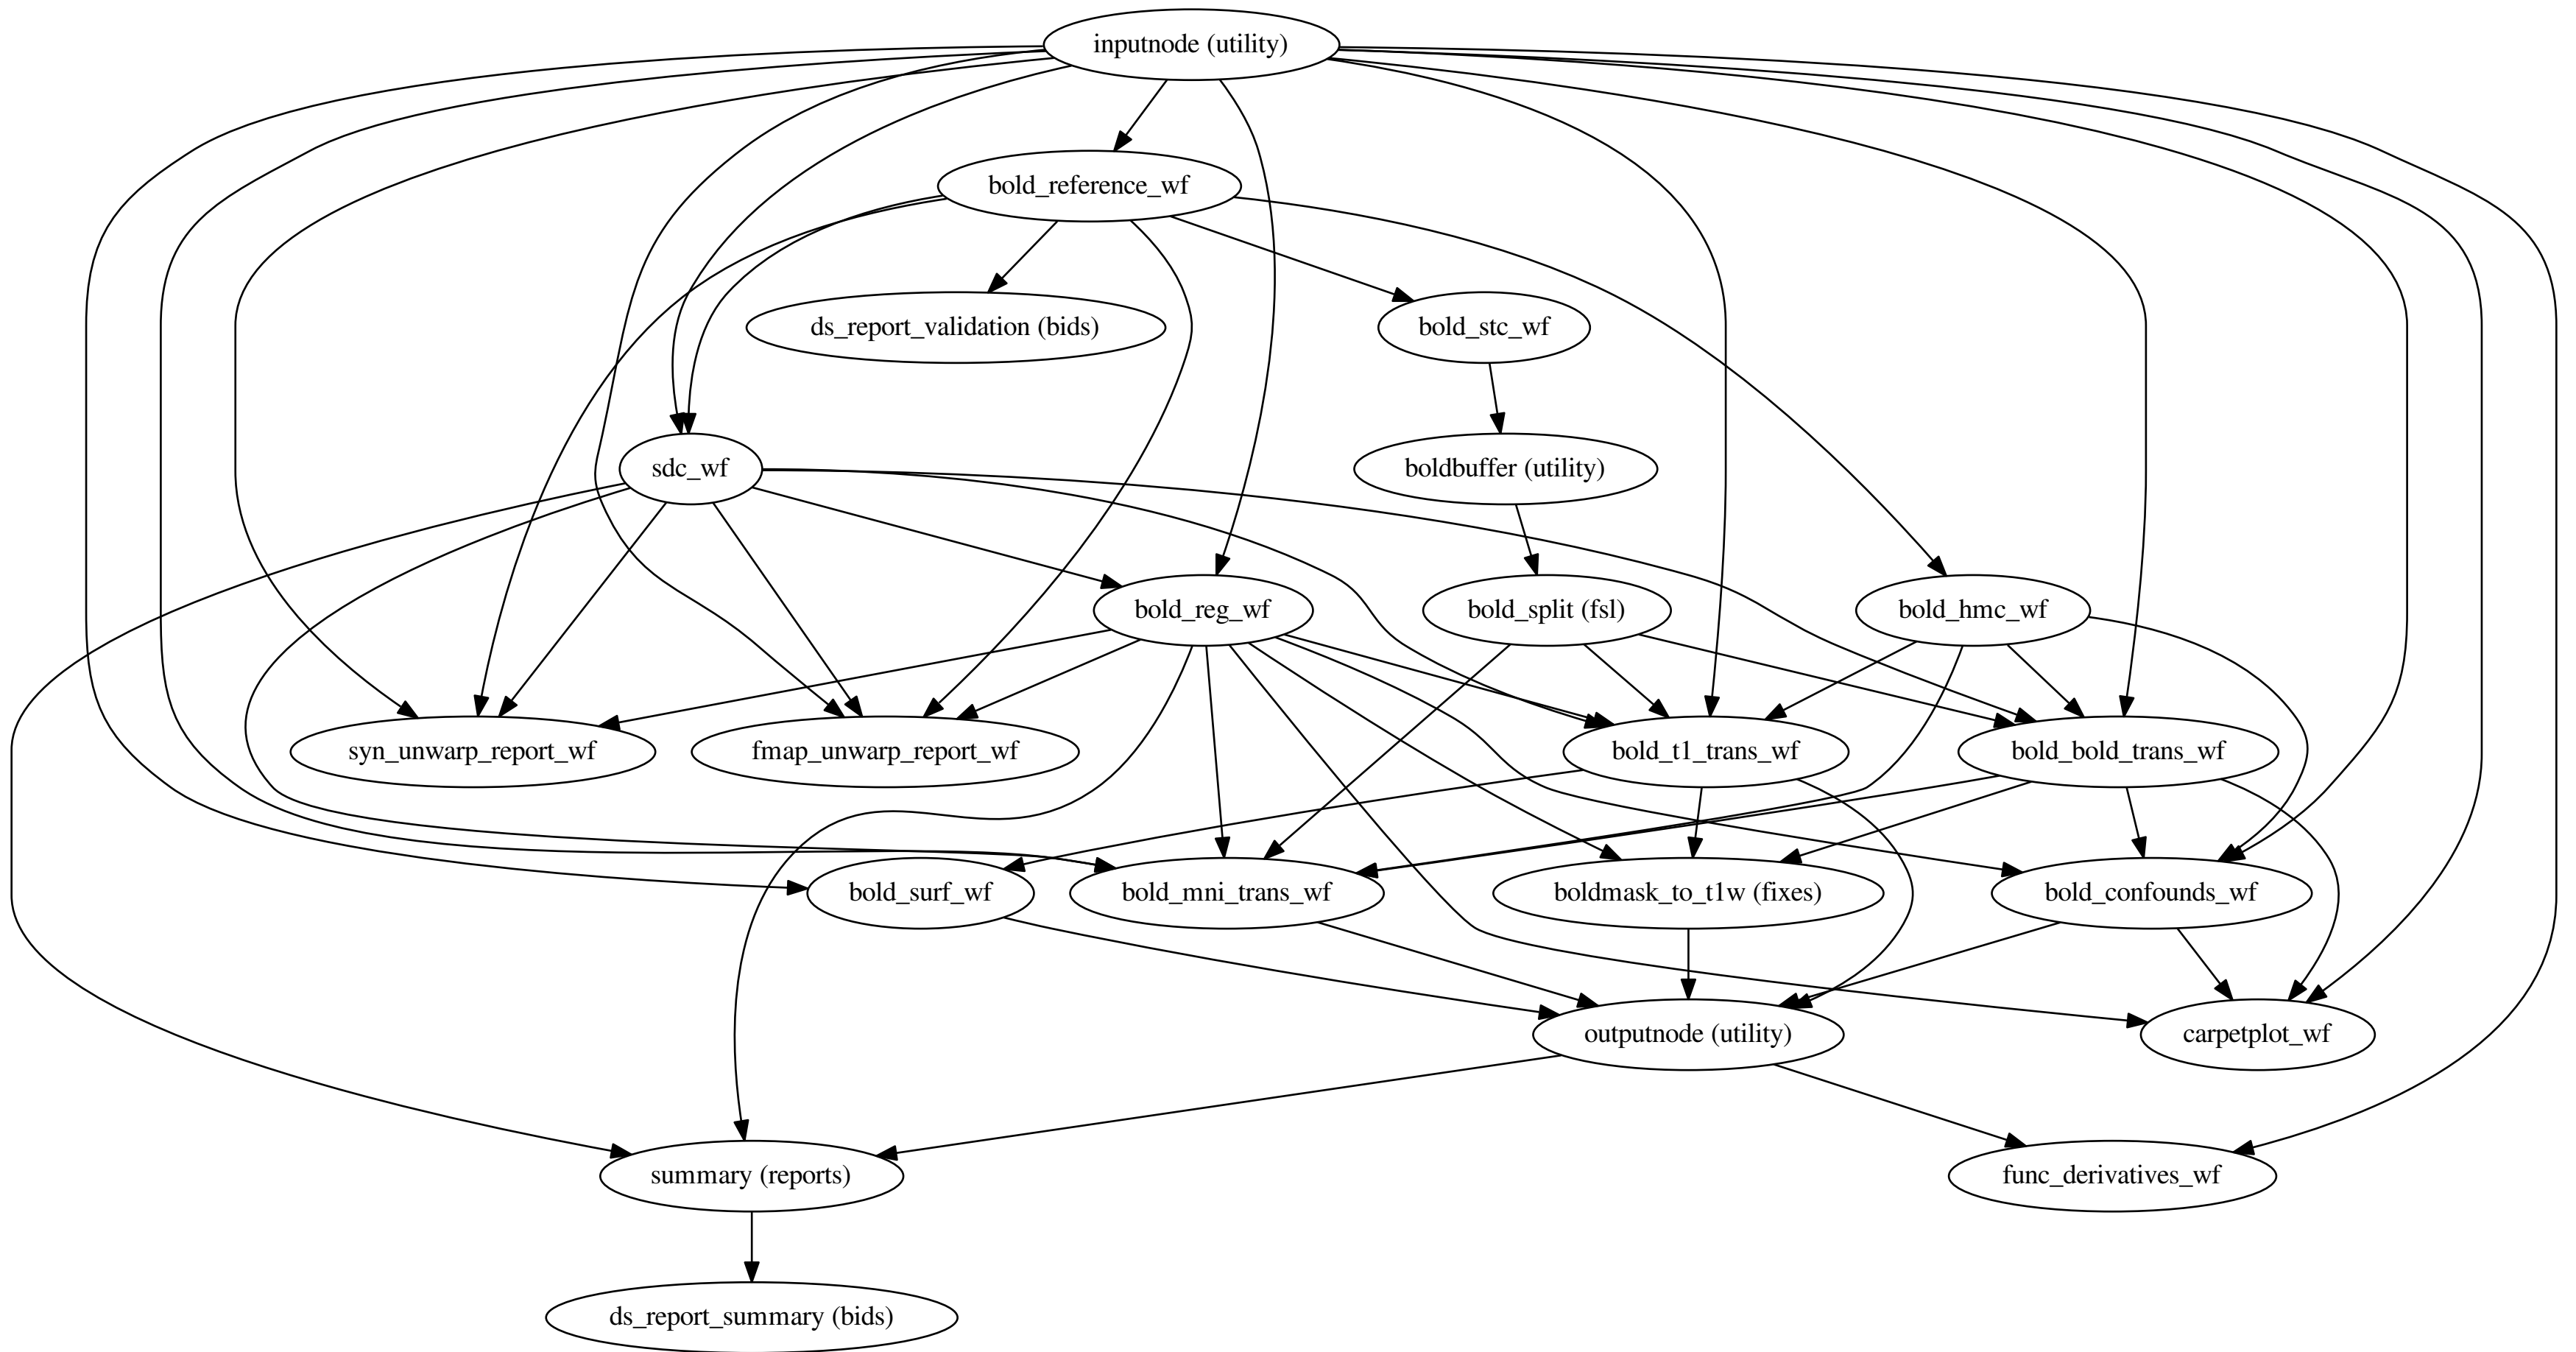 inputnode (utility)
bold_reference_wf
ds_report_validation (bids)
bold_stc_wf
sdc_wf
boldbuffer (utility)
bold_reg_wf
bold_split (fsl)
bold_hmc_wf
syn_unwarp_report_wf
fmap_unwarp_report_wf
bold_t1_trans_wf
bold_bold_trans_wf
bold_surf_wf
bold_mni_trans_wf
boldmask_to_t1w (fixes)
bold_confounds_wf
outputnode (utility)
carpetplot_wf
summary (reports)
func_derivatives_wf
ds_report_summary (bids)